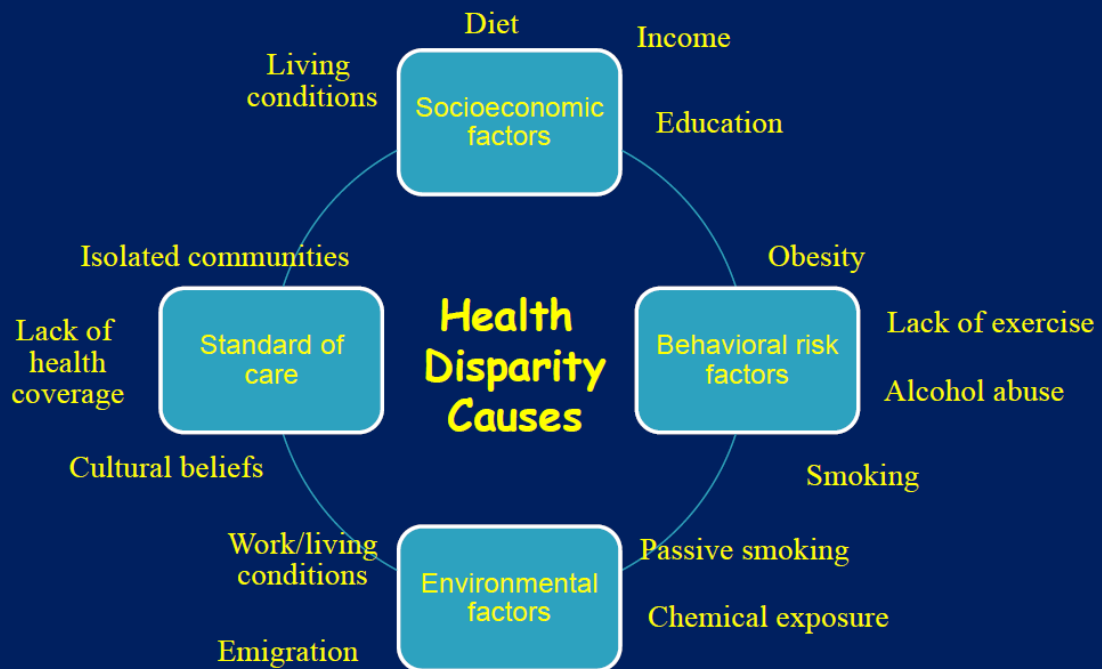 Diet
Income
Living
conditions
Socioeconomic
factors
Education
Isolated communities
Obesity
Lack of
health
coverage
Standard of
care
Health
Disparity
Causes
Behavioral risk
factors
Lack of exercise
Alcohol abuse
Cultural beliefs
Smoking
Work/living
conditions
Environmental
factors
Passive smoking
Chemical exposure
Emigration